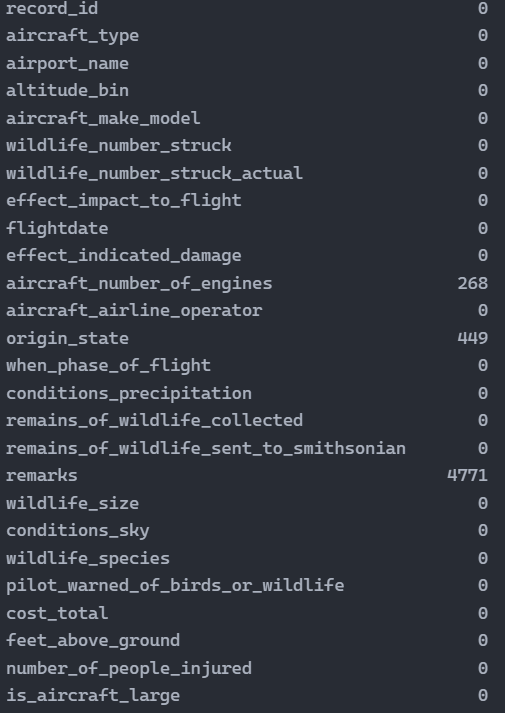 record_id 0
aircraft_type 0
airport_name 0
altitude_bin 0
aircraft_make_model 0
wildlife_number_struck 0
wildlife_number_struck_actual 0
effect_impact_to_flight 0
flightdate 0
effect_indicated_damage 0
aircraft_number_of_engines 268
aircraft_airline_operator 0
origin_state 449
when_phase_of_flight 0
conditions_precipitation 0
remains_of_wildlife_collected 0
remains_of_wildlife_sent_to_smithsonian 0
remarks 4771
wildlife_size 0
conditions_sky 0
wildlife_species 0
pilot_warned_of_birds_or_wildlife 0
cost_total 0
feet_above_ground 0
number_of_people_injured 0
is_aircraft_large 0